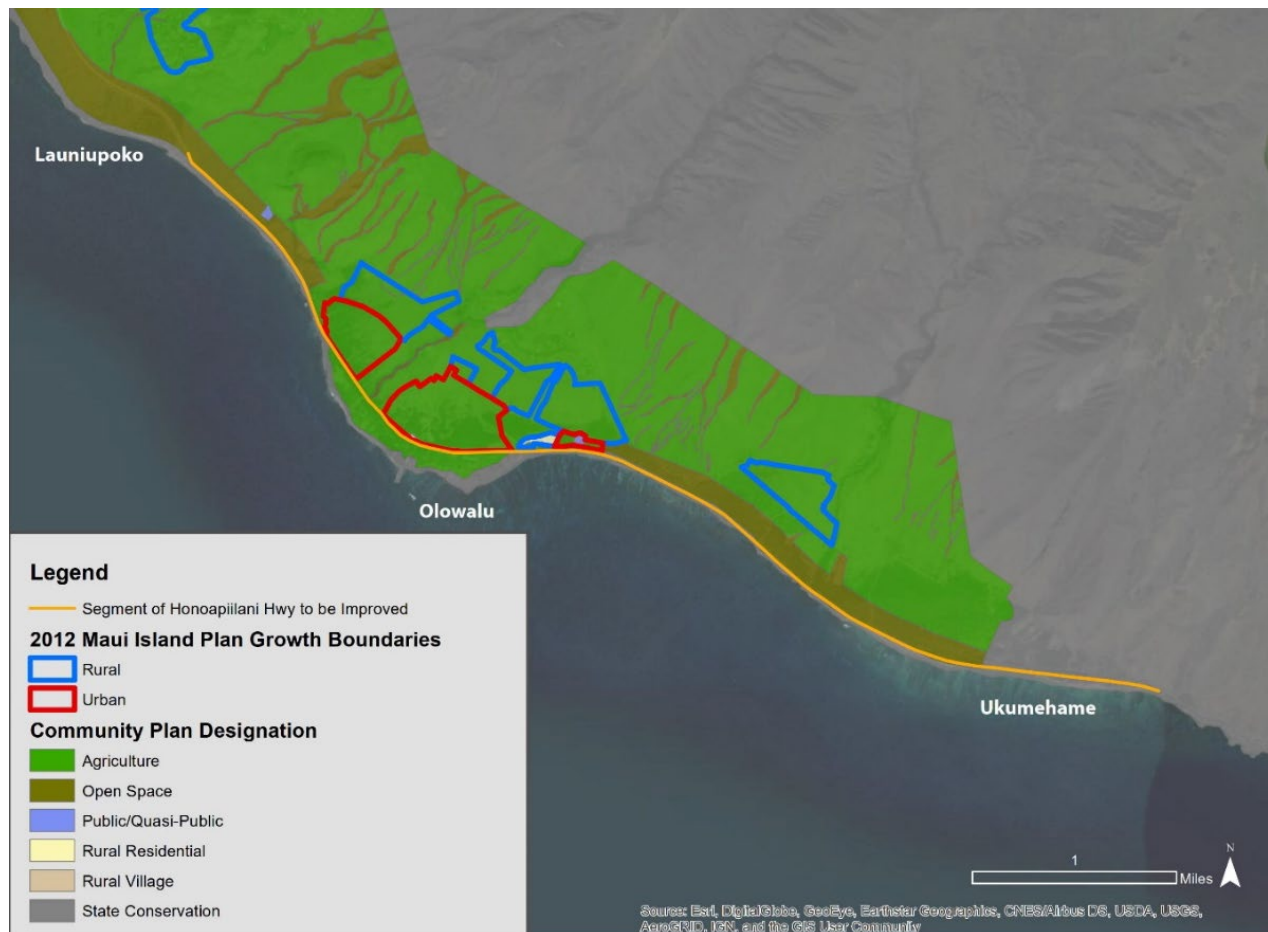 Launiupoko
Olowalu
Ukumehame
Legend
Segment of Honoapiilani Hwy to be Improved
2012 Maui Island Plan Growth Boundaries
Rural
Urban
Community Plan Designation
Agriculture
Open Space
Public/Quasi-Public
Rural Residential
Rural Village
State Conservation
N
1
Miles
Source: Esri, DigitalGlobe, GeoEye, Earthstar Geographics, CNES/Airbus DS, USDA, USGS,
AeroGRID, IGN, and the GIS User Community